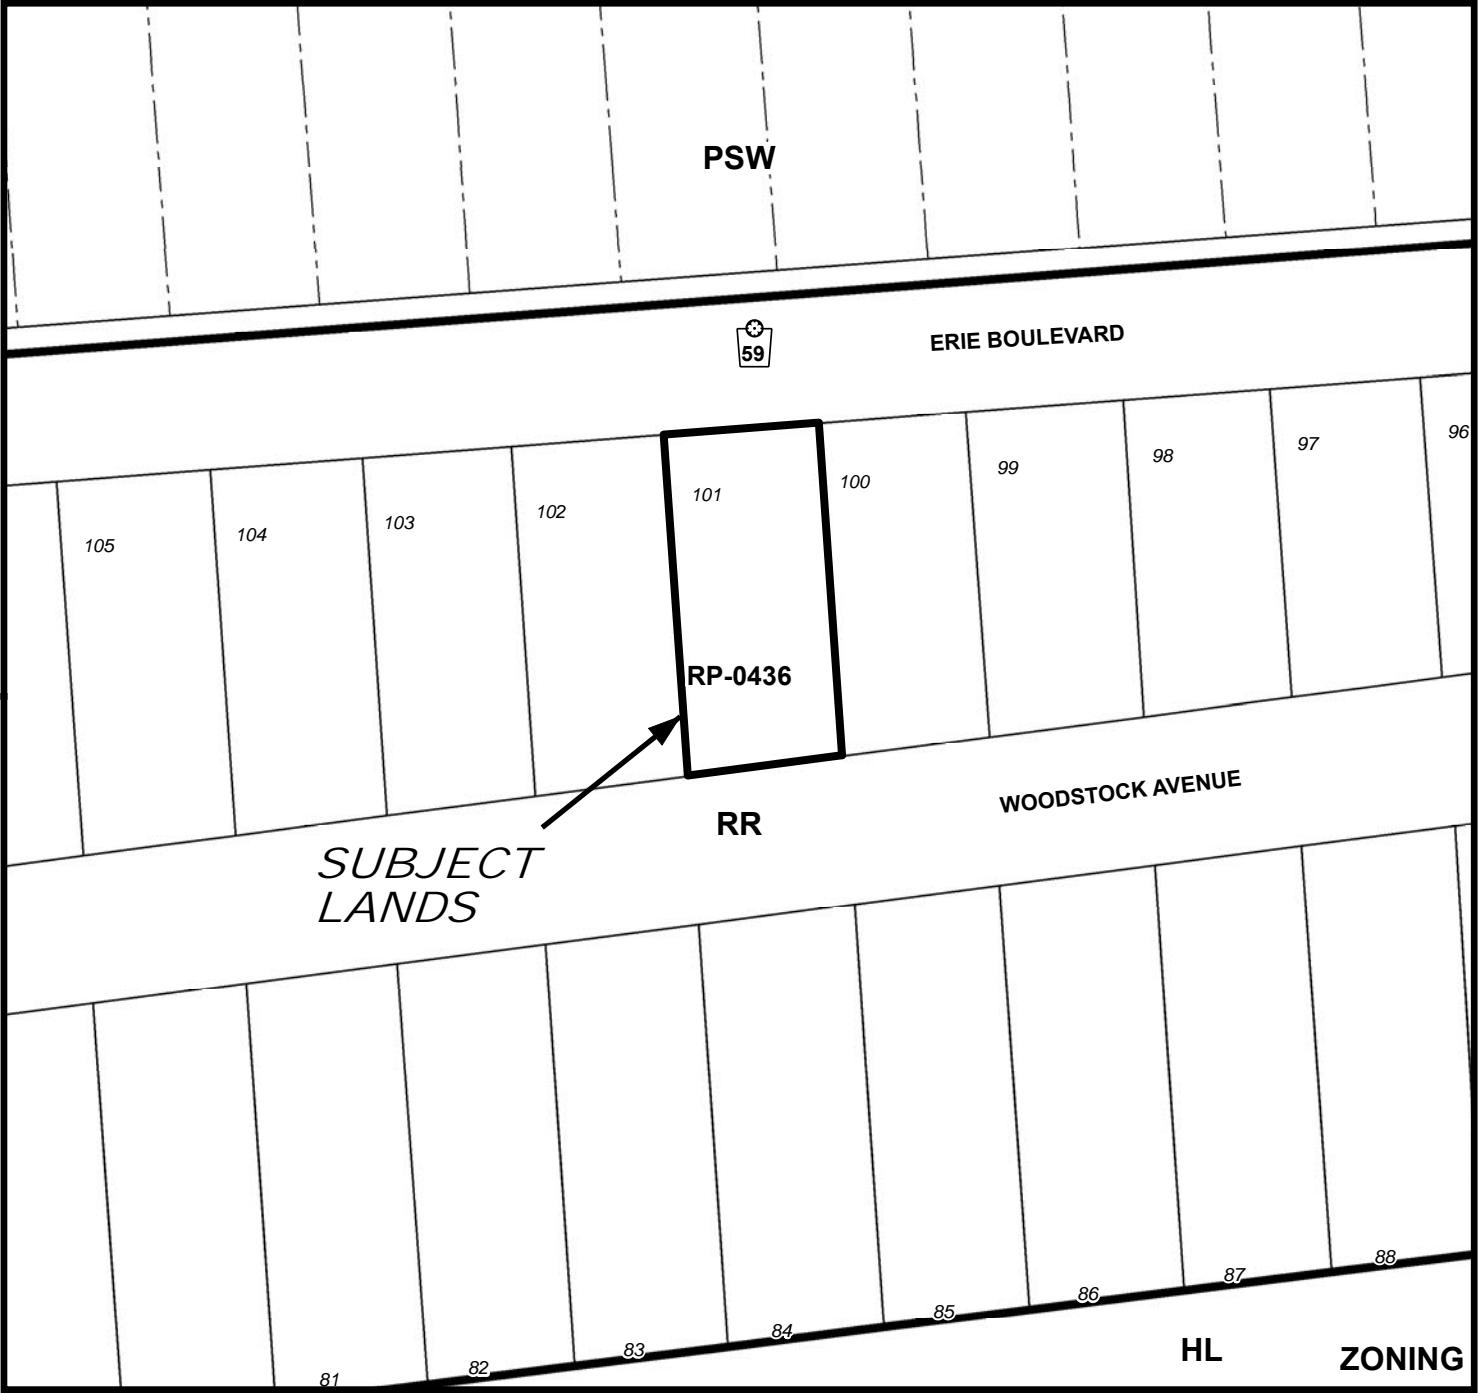 PSW
59
ERIE BOULEVARD
96
97
98
99
100
101
102
103
104
105
RP-0436
WOODSTOCK AVENUE
RR
SUBJECT
LANDS
88
87
86
85
84
83
82
81
HL
ZONING